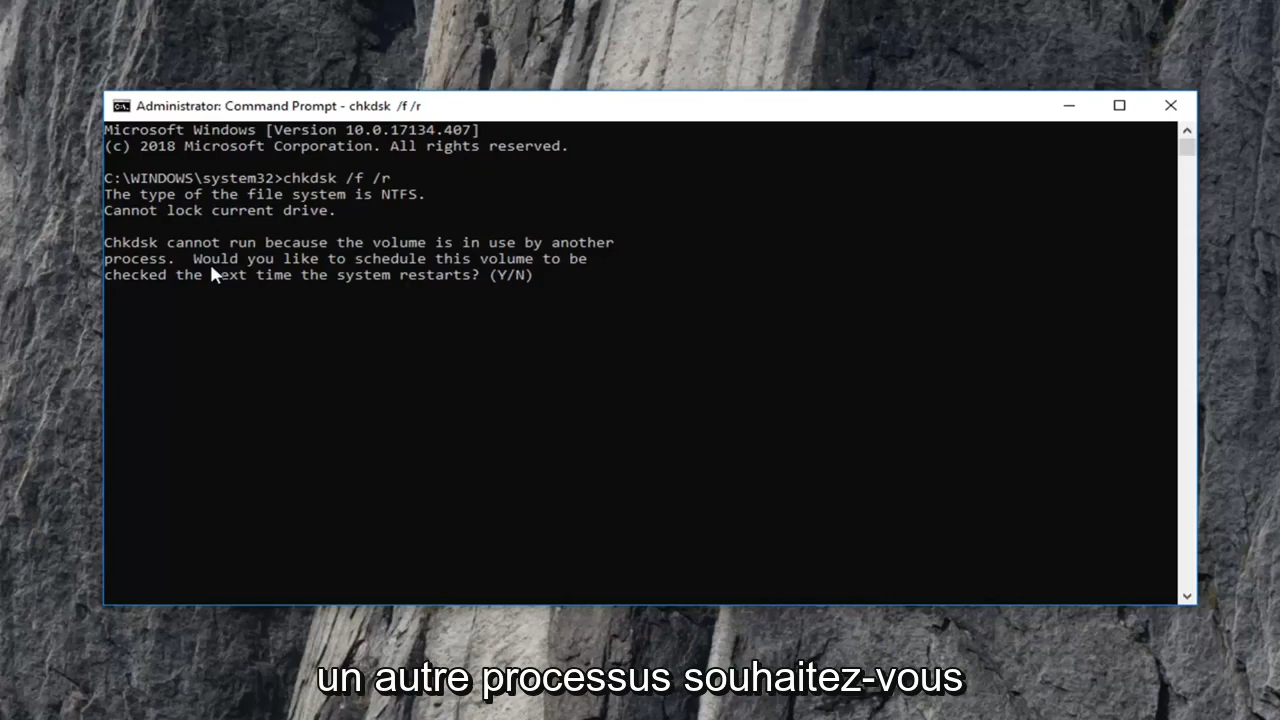 Administrator: Command Prompt - chkdsk /f /r
Microsoft Windows [Version 10.0.17134.407]
(c) 2018 Microsoft Corporation. All rights reserved.
C:\WINDOWS\system32>chkdsk /f /r
The type of the file system is NTFS.
Cannot lock current drive.
Chkdsk cannot run because the volume is in use by another
process.  Would you like to schedule this volume to be
checked the next time the system restarts? (Y/N)
un autre processus souhaitez-vous